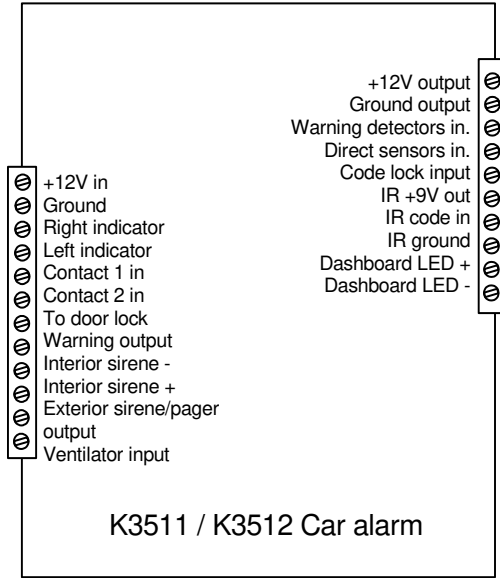 +12V output
Ground output
Warning detectors in.
Direct sensors in.
Code lock input
IR +9V out
IR code in
IR ground
Dashboard LED +
Dashboard LED -
+12V in
Ground
Right indicator
Left indicator
Contact 1 in
Contact 2 in
To door lock
Warning output
Interior sirene -
Interior sirene +
Exterior sirene/pager
output
Ventilator input
K3511 / K3512 Car alarm